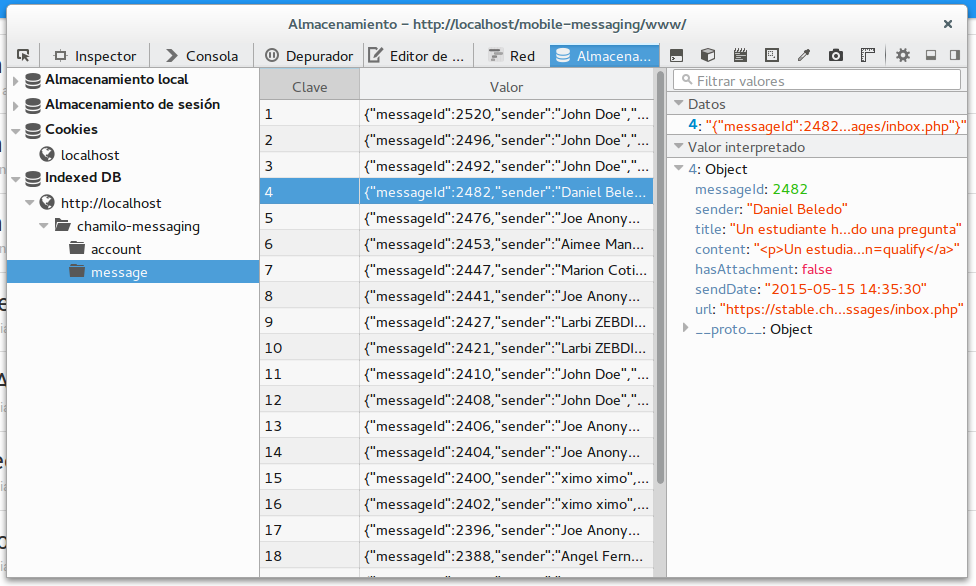 Almacenamiento – http://localhost/mobile-messaging/www/
Inspector
Consola
Depurador
Editor de ...
Red
Almacena...
Almacenamiento local
Almacenamiento de sesión
Cookies
localhost
Indexed DB
http://localhost
chamilo-messaging
account
message
Clave Valor
1 {"messageId":2520,"sender":"John Doe","...
2 {"messageId":2496,"sender":"John Doe","...
3 {"messageId":2492,"sender":"John Doe","...
4 {"messageId":2482,"sender":"Daniel Bele...
5 {"messageId":2476,"sender":"Joe Anony...
6 {"messageId":2453,"sender":"Aimee Man...
7 {"messageId":2447,"sender":"Marion Coti...
8 {"messageId":2441,"sender":"Joe Anony...
9 {"messageId":2427,"sender":"Larbi ZEBDI...
10 {"messageId":2421,"sender":"Larbi ZEBDI...
11 {"messageId":2410,"sender":"John Doe","...
12 {"messageId":2408,"sender":"John Doe","...
13 {"messageId":2406,"sender":"Joe Anony...
14 {"messageId":2404,"sender":"Joe Anony...
15 {"messageId":2400,"sender":"ximo ximo",...
16 {"messageId":2402,"sender":"ximo ximo",...
17 {"messageId":2396,"sender":"Joe Anony...
18 {"messageId":2388,"sender":"Angel Fern...
Filtrar valores
Datos
4: "{"messageId":2482...ages/inbox.php"}"
Valor interpretado
4: Object
messageId: 2482
sender: "Daniel Beledo"
title: "Un estudiante h...do una pregunta"
content: "<p>Un estudia...n=qualify</a>"
hasAttachment: false
sendDate: "2015-05-15 14:35:30"
url: "https://stable.ch...ssages/inbox.php"
__proto__: Object